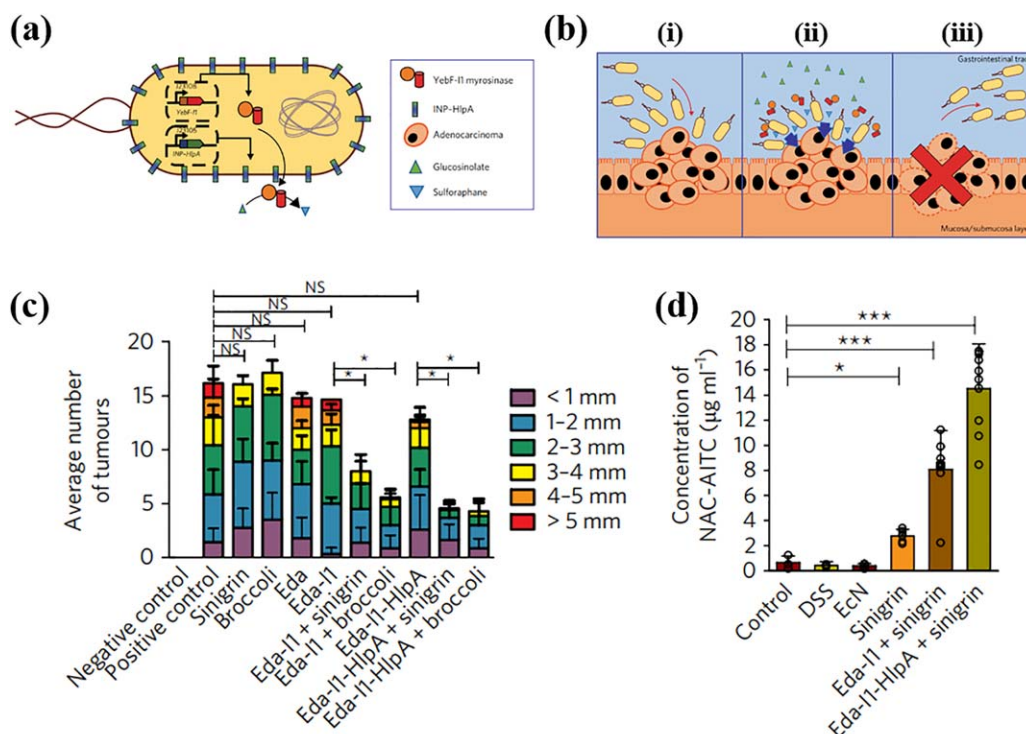 (a)
J23106
YebF-I1
J23105
INP-HlpA
YebF-I1 myrosinase
INP-HlpA
Adenocarcinoma
Glucosinolate
Sulforaphane
(b)
(i)
(ii)
(iii)
Gastrointestinal tra
Mucosa/submucosa laye
(c)
NS
NS
NS
NS
NS
* *
* *
Average number
of tumours
20
15
10
5
0
Negative control
Positive control
Sinigrin
Broccoli
Eda
Eda-I1
Eda-I1 + sinigrin
Eda-I1 + broccoli
Eda-I1-HlpA
Eda-I1-HlpA + sinigrin
Eda-I1-HlpA + broccoli
< 1 mm
1–2 mm
2–3 mm
3–4 mm
4–5 mm
> 5 mm
(d)
***
***
*
Concentration of
NAC-AITC (μg ml⁻¹)
20
18
16
14
12
10
8
6
4
2
0
Control
DSS
EcN
Sinigrin
Eda-I1 + sinigrin
Eda-I1-HlpA + sinigrin